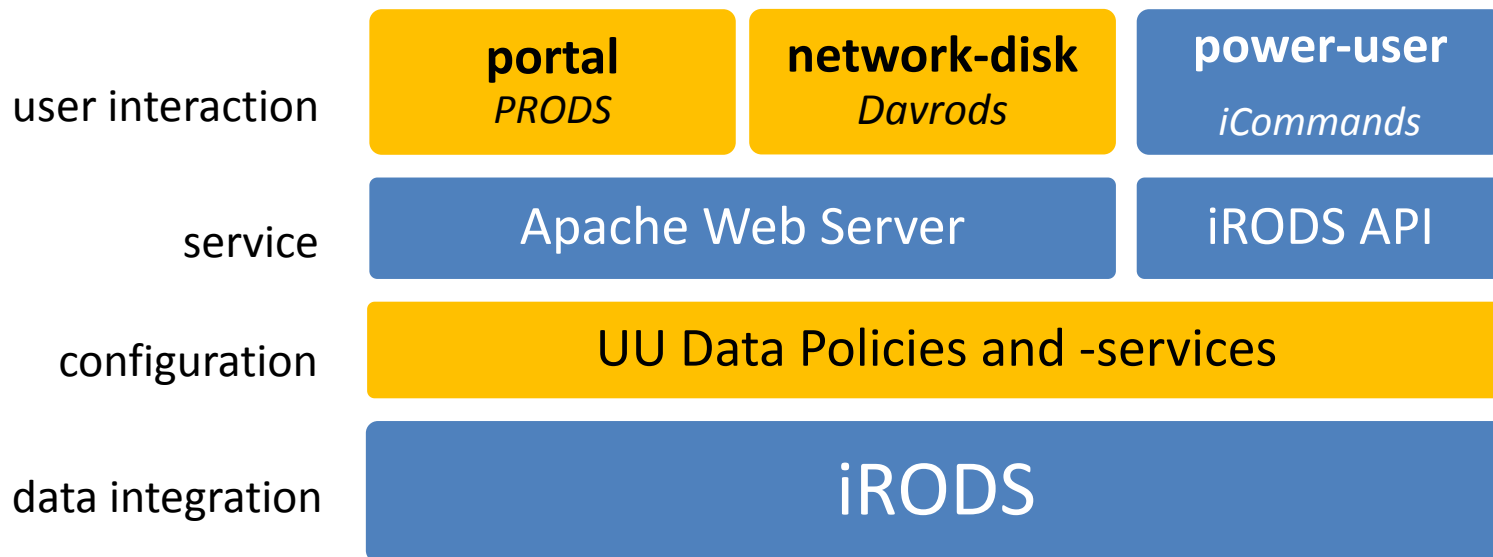 user interaction
portal
PRODS
network-disk
Davrods
power-user
iCommands
service
Apache Web Server
iRODS API
configuration
UU Data Policies and -services
data integration
iRODS